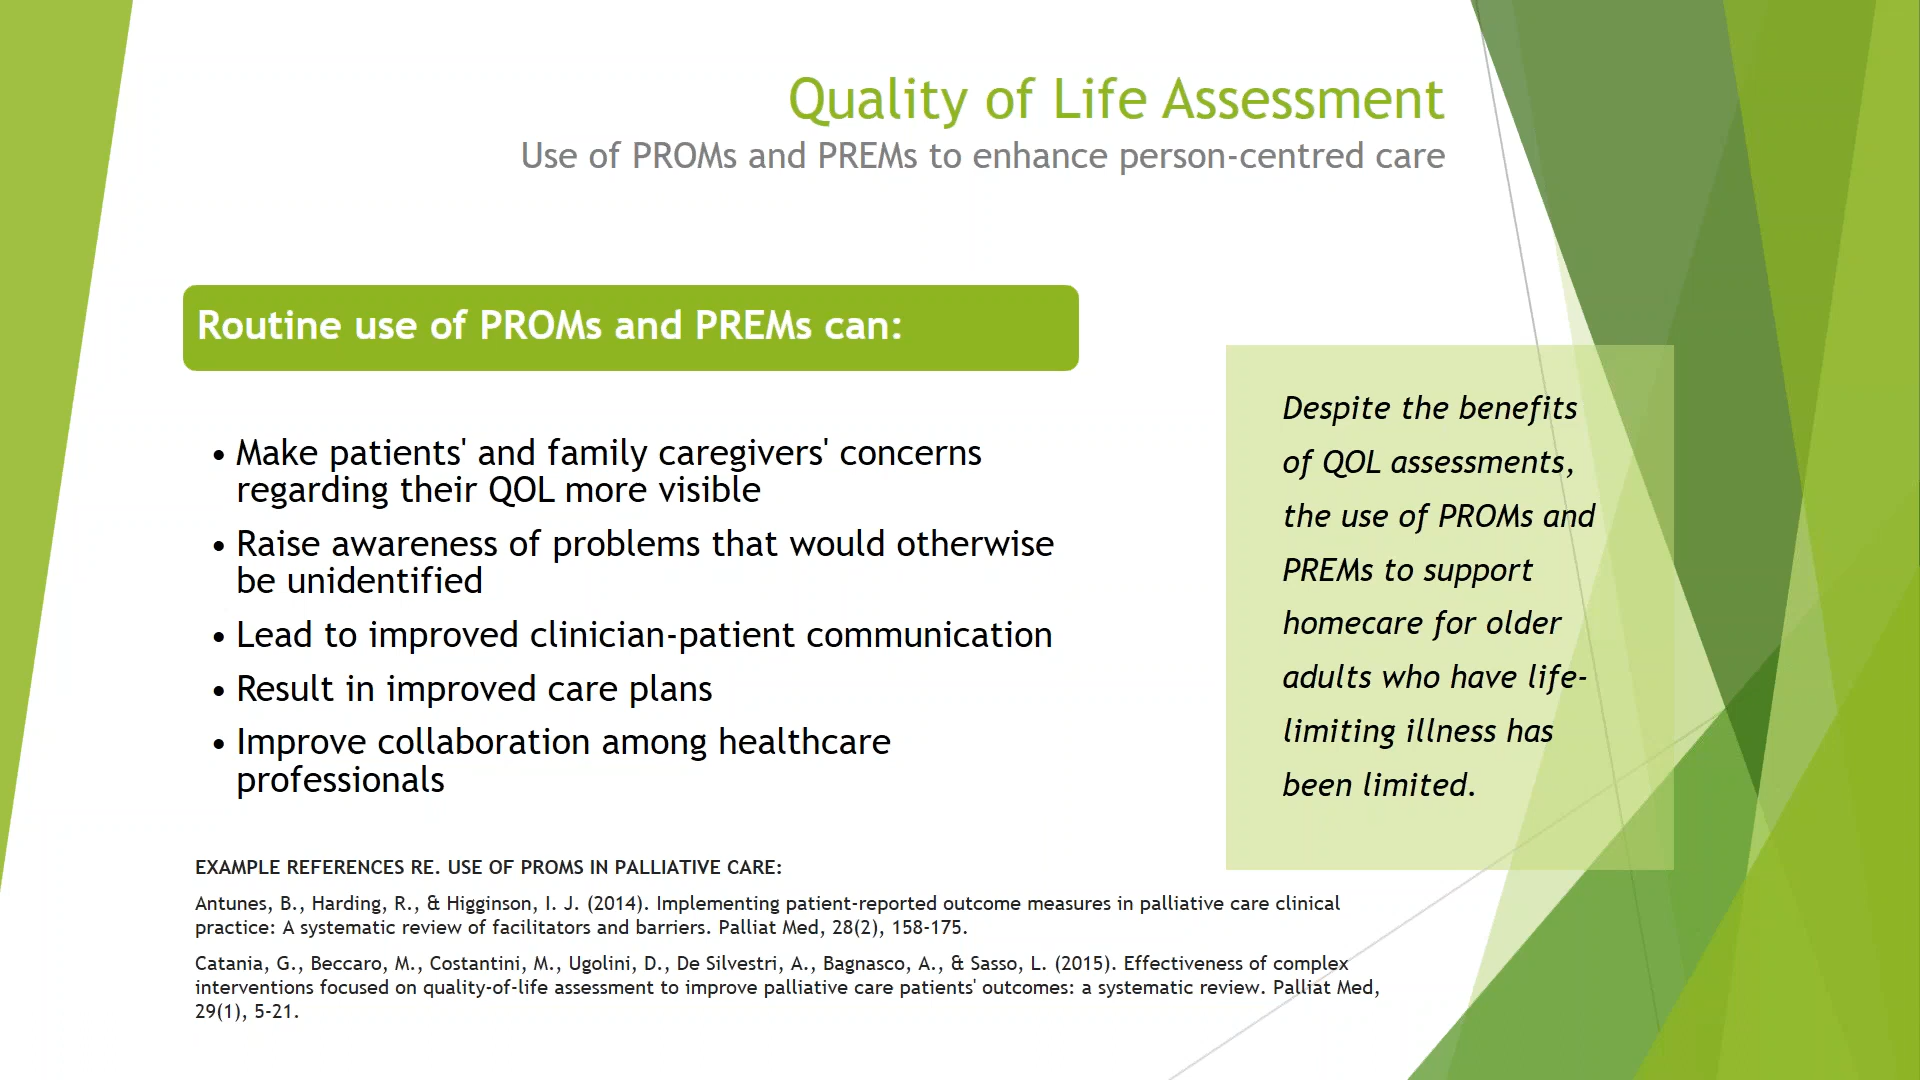 Quality of Life Assessment
Use of PROMs and PREMs to enhance person-centred care
Routine use of PROMs and PREMs can:
• Make patients' and family caregivers' concerns
regarding their QOL more visible
• Raise awareness of problems that would otherwise
be unidentified
• Lead to improved clinician-patient communication
• Result in improved care plans
• Improve collaboration among healthcare
professionals
Despite the benefits
of QOL assessments,
the use of PROMs and
PREMs to support
homecare for older
adults who have life-
limiting illness has
been limited.
EXAMPLE REFERENCES RE. USE OF PROMS IN PALLIATIVE CARE:
Antunes, B., Harding, R., & Higginson, I. J. (2014). Implementing patient-reported outcome measures in palliative care clinical
practice: A systematic review of facilitators and barriers. Palliat Med, 28(2), 158-175.
Catania, G., Beccaro, M., Costantini, M., Ugolini, D., De Silvestri, A., Bagnasco, A., & Sasso, L. (2015). Effectiveness of complex
interventions focused on quality-of-life assessment to improve palliative care patients' outcomes: a systematic review. Palliat Med,
29(1), 5-21.